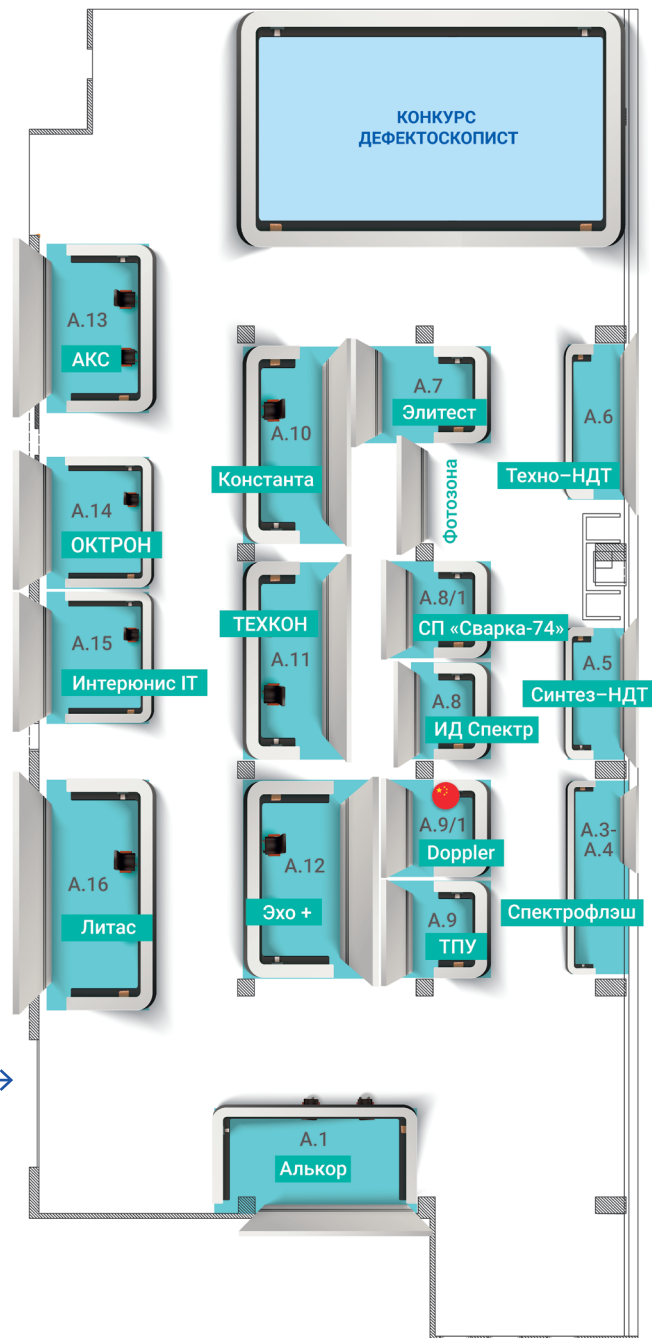 КОНКУРС
ДЕФЕКТОСКОПИСТ
А.13
АКС
А.7
Элитест
А.10
Константа
А.6
Техно–НДТ
Фотозона
А.14
ОКТРОН
А.8/1
СП «Сварка-74»
ТЕХКОН
А.11
А.15
Интерюнис IT
А.5
Синтез–НДТ
А.8
ИД Спектр
А.9/1
Doppler
А.3-
А.4
Спектрофлэш
А.12
Эхо +
А.16
Литас
А.9
ТПУ
А.1
Алькор